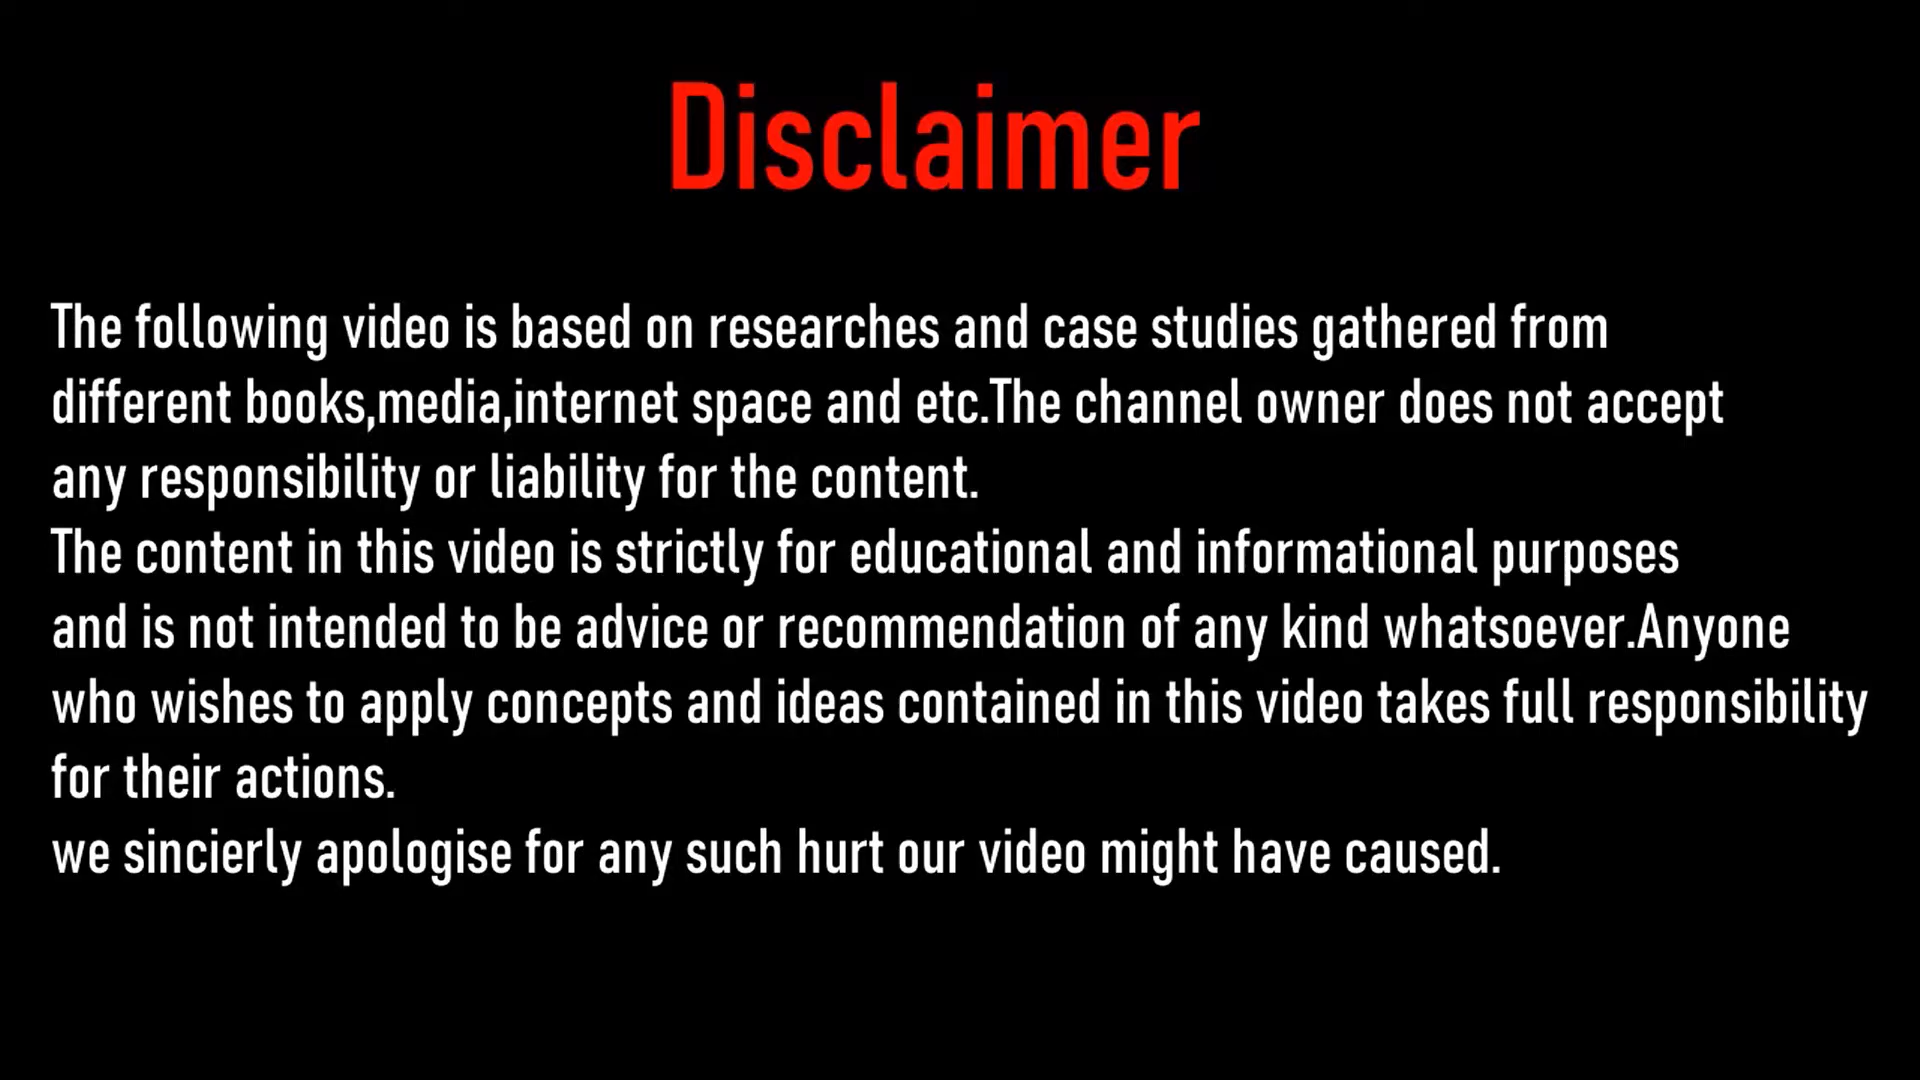 Disclaimer
The following video is based on researches and case studies gathered from
different books,media,internet space and etc.The channel owner does not accept
any responsibility or liability for the content.
The content in this video is strictly for educational and informational purposes
and is not intended to be advice or recommendation of any kind whatsoever.Anyone
who wishes to apply concepts and ideas contained in this video takes full responsibility
for their actions.
we sincierly apologise for any such hurt our video might have caused.